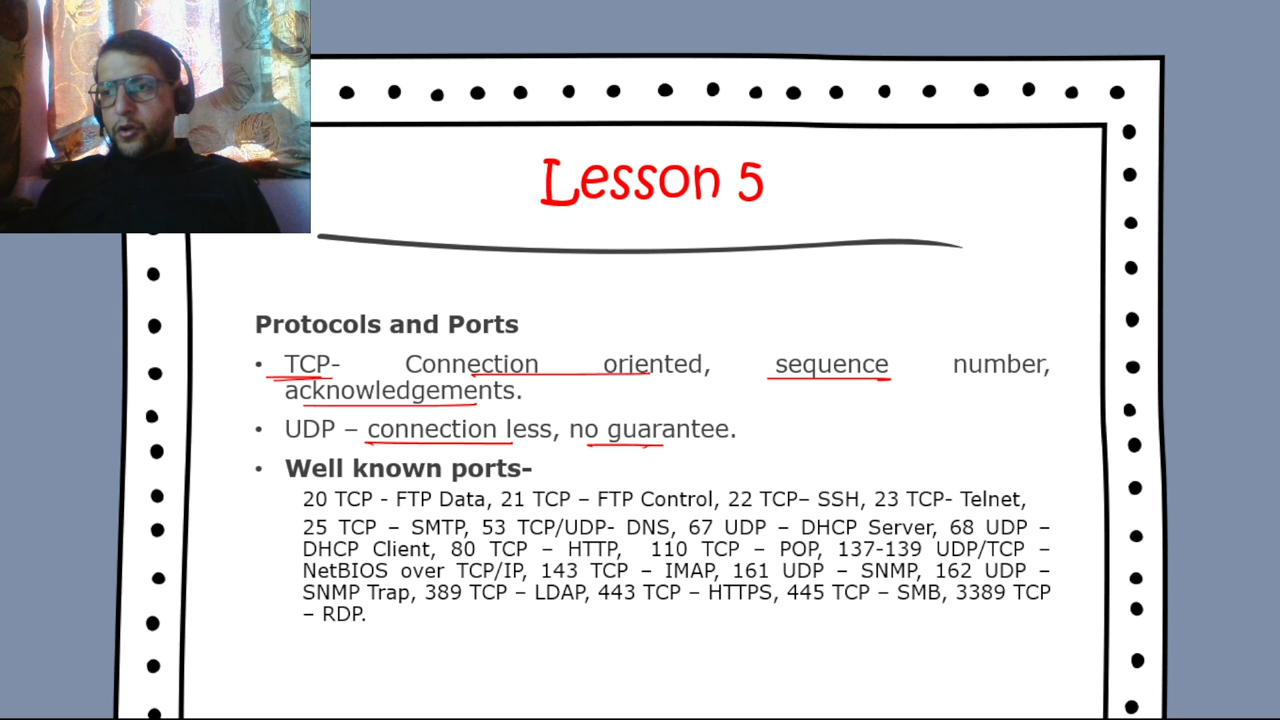 Lesson 5
Protocols and Ports
• TCP- Connection oriented, sequence number,
acknowledgements.
• UDP – connection less, no guarantee.
• Well known ports-
20 TCP - FTP Data, 21 TCP – FTP Control, 22 TCP– SSH, 23 TCP- Telnet,
25 TCP – SMTP, 53 TCP/UDP- DNS, 67 UDP – DHCP Server, 68 UDP –
DHCP Client, 80 TCP – HTTP, 110 TCP – POP, 137-139 UDP/TCP –
NetBIOS over TCP/IP, 143 TCP – IMAP, 161 UDP – SNMP, 162 UDP –
SNMP Trap, 389 TCP – LDAP, 443 TCP – HTTPS, 445 TCP – SMB, 3389 TCP
– RDP.